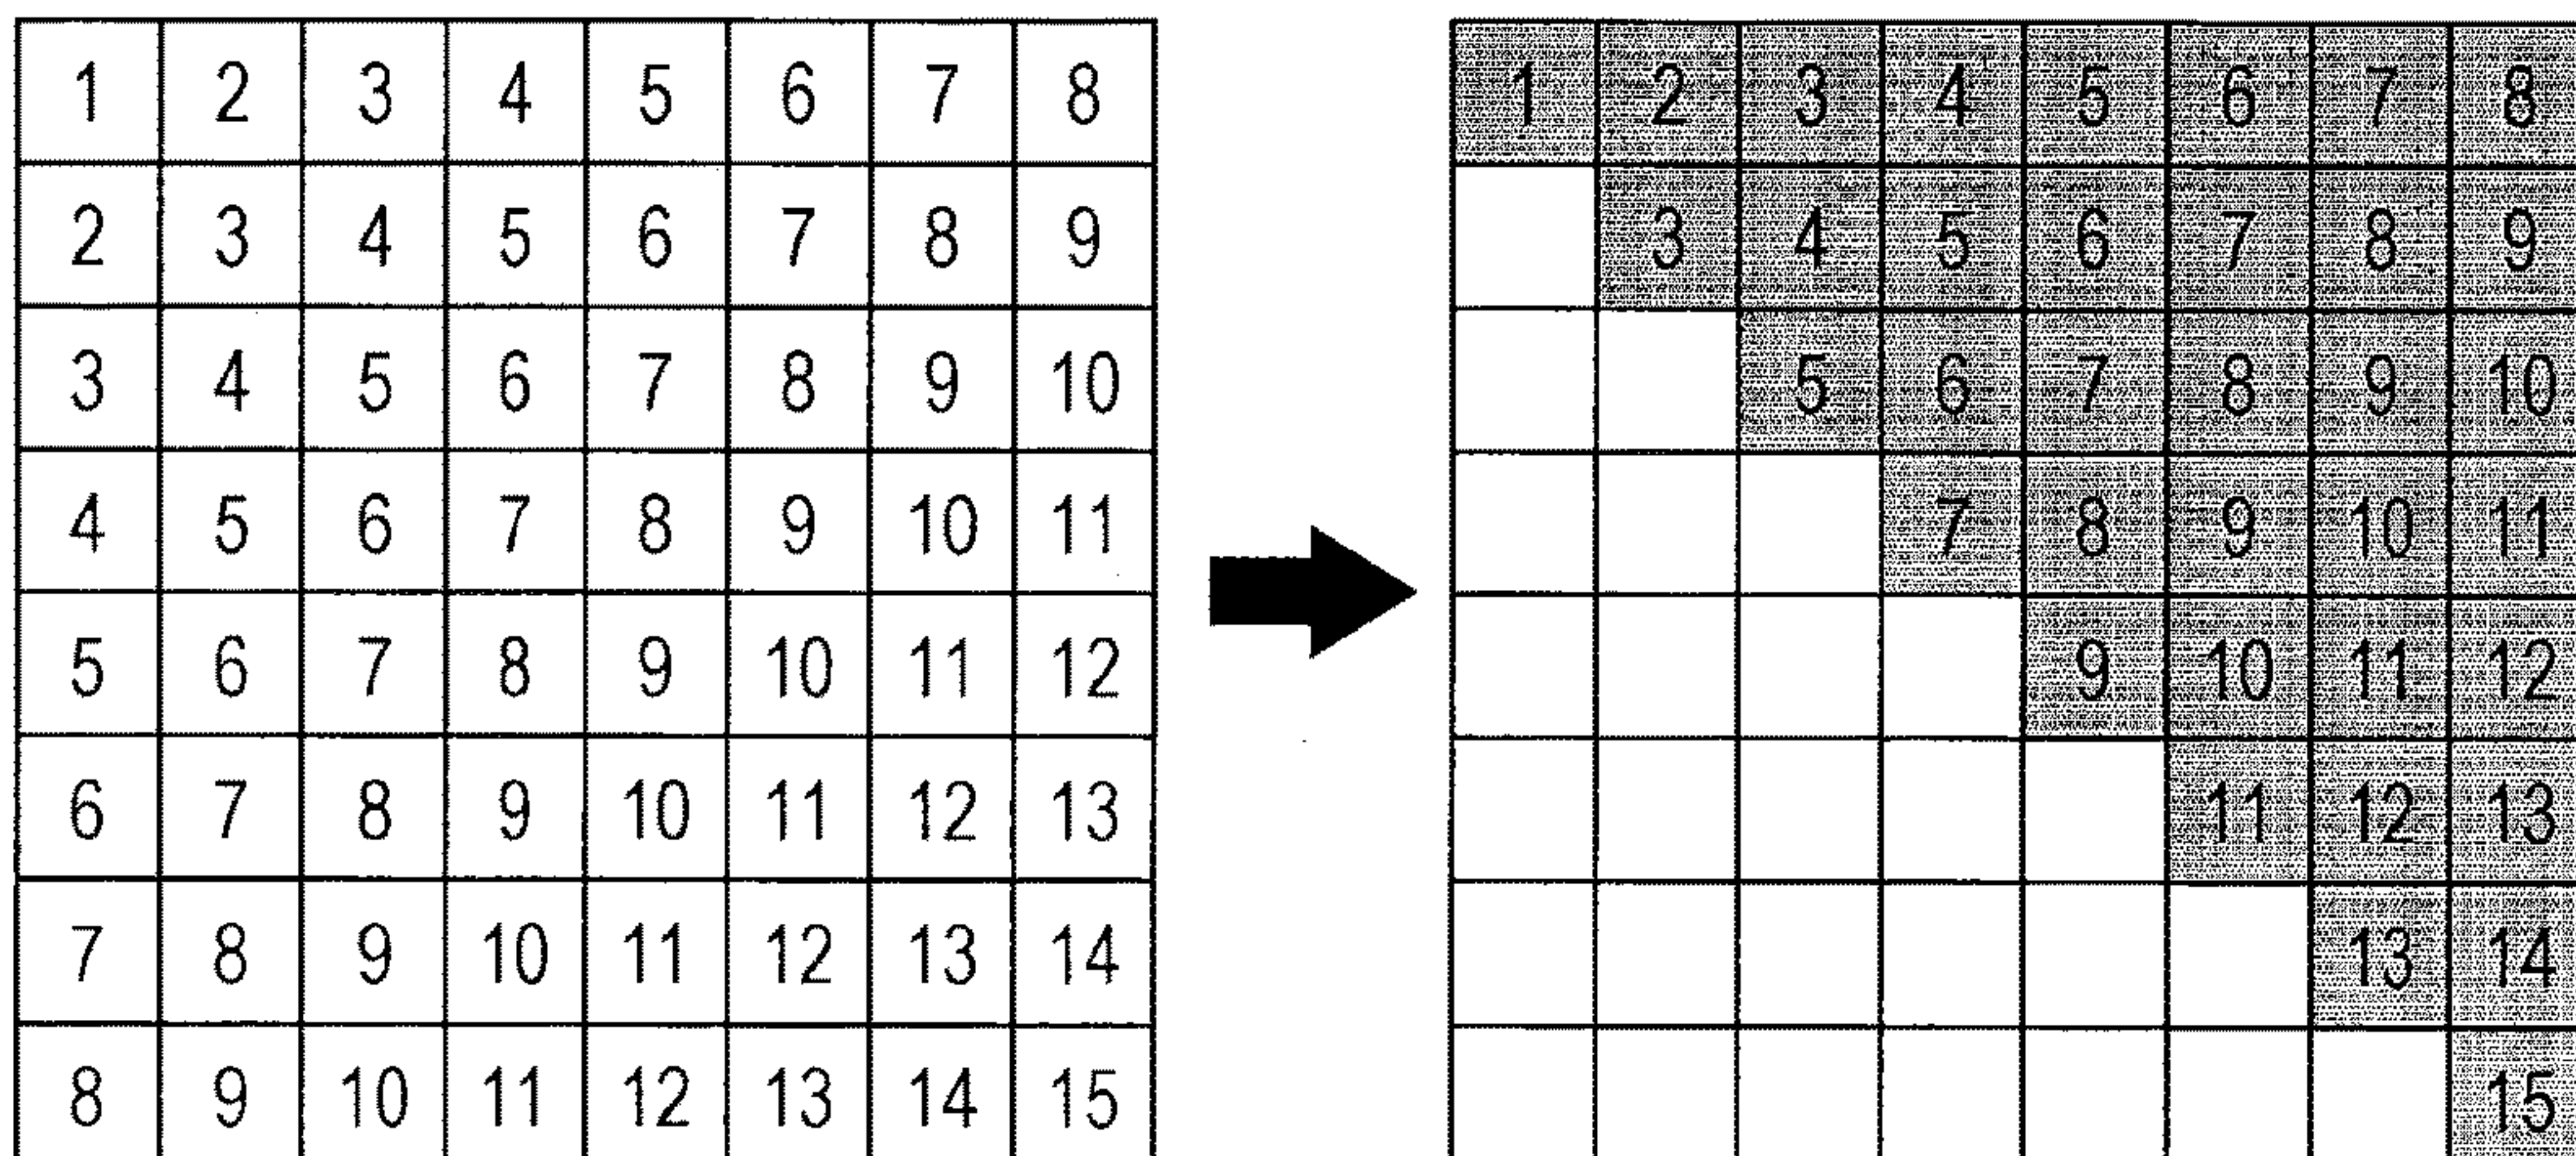 1 2 3 4 5 6 7 8
2 3 4 5 6 7 8 9
3 4 5 6 7 8 9 10
4 5 6 7 8 9 10 11
5 6 7 8 9 10 11 12
6 7 8 9 10 11 12 13
7 8 9 10 11 12 13 14
8 9 10 11 12 13 14 15
1 2 3 4 5 6 7 8
3 4 5 6 7 8 9
5 6 7 8 9 10
7 8 9 10 11
9 10 11 12
11 12 13
13 14
15